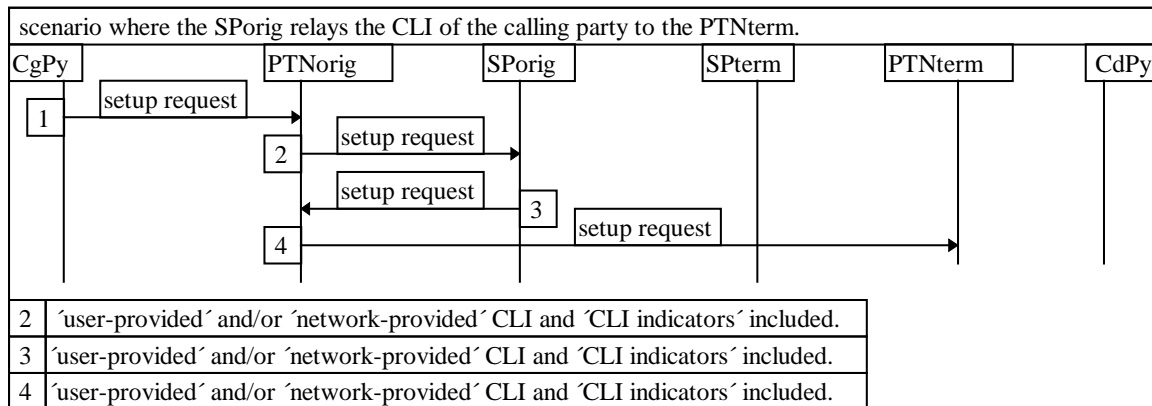 scenario where the SPorig relays the CLI of the calling party to the PTNterm.
CgPy PTNorig SPorig SPterm PTNterm CdPy
setup request
1
setup request
2
setup request
3
setup request
4
2 ´user-provided´ and/or ´network-provided´ CLI and ´CLI indicators´ included.
3 ´user-provided´ and/or ´network-provided´ CLI and ´CLI indicators´ included.
4 ´user-provided´ and/or ´network-provided´ CLI and ´CLI indicators´ included.